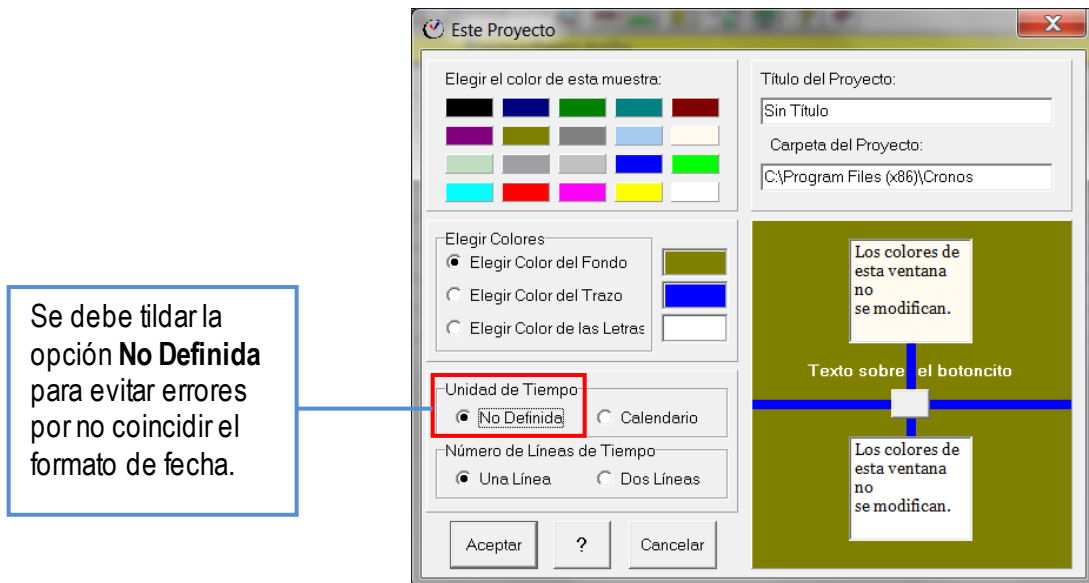 Este Proyecto
X
Elegir el color de esta muestra:
Título del Proyecto:
Sin Título
Carpeta del Proyecto:
C:\Program Files (x86)\Cronos
Elegir Colores
Elegir Color del Fondo
Elegir Color del Trazo
Elegir Color de las Letras
Los colores de
esta ventana
no
se modifican.
Texto sobre el botoncito
Los colores de
esta ventana
no
se modifican.
Se debe tildar la
opción No Definida
para evitar errores
por no coincidir el
formato de fecha.
Unidad de Tiempo
No Definida
Calendario
Número de Líneas de Tiempo
Una Línea
Dos Líneas
Aceptar
?
Cancelar